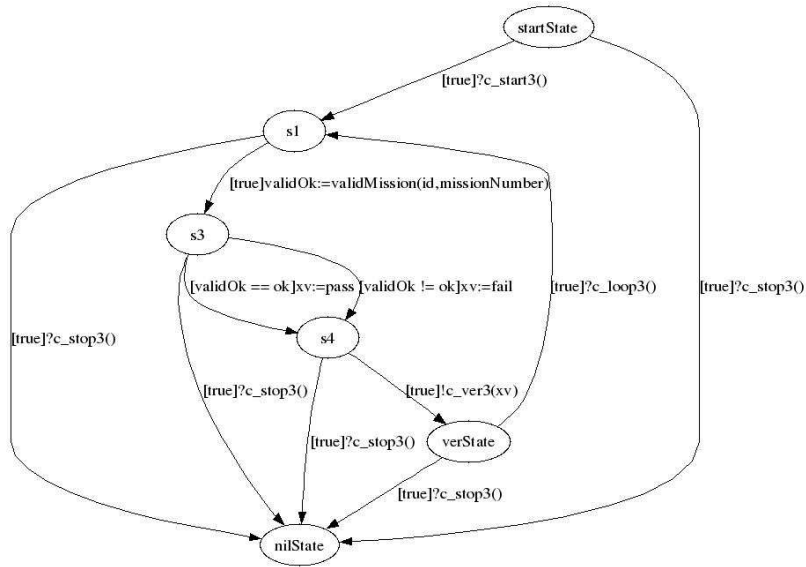 startState
[true]?c_start3()
s1
[true]validOk:=validMission(id,missionNumber)
s3
[validOk == ok]xv:=pass
[validOk != ok]xv:=fail
[true]?c_loop3()
[true]?c_stop3()
s4
[true]?c_stop3()
[true]?c_stop3()
[true]!c_ver3(xv)
[true]?c_stop3()
verState
[true]?c_stop3()
nilState